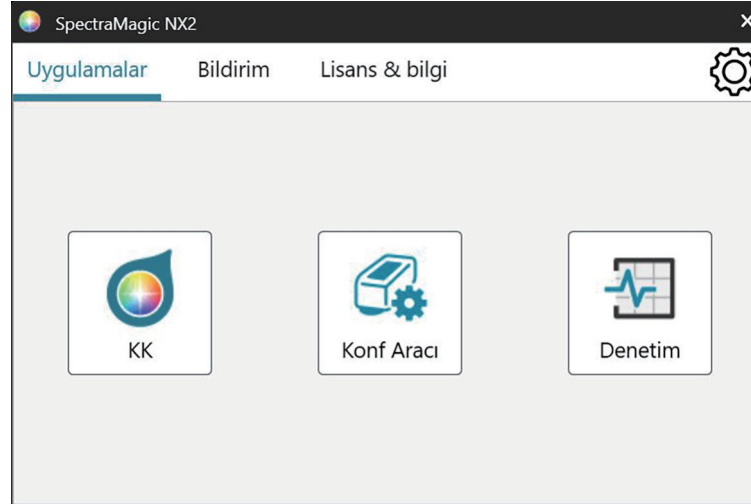 SpectraMagic NX2
Uygulamalar Bildirim Lisans & bilgi
KK Konf Aracı Denetim